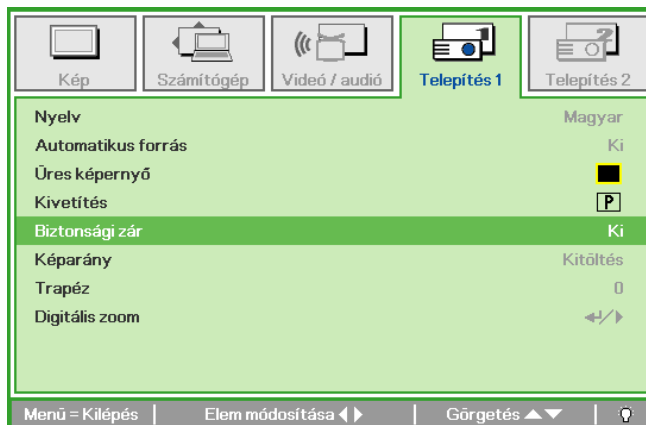 Kép
Számítógép
Videó / audió
Telepítés 1
Telepítés 2
Nyelv Magyar
Automatikus forrás Ki
Üres képernyő
Kivetítés P
Biztonsági zár Ki
Képarány Kitöltés
Trapéz 0
Digitális zoom
Menü = Kilépés Elem módosítása Görgetés